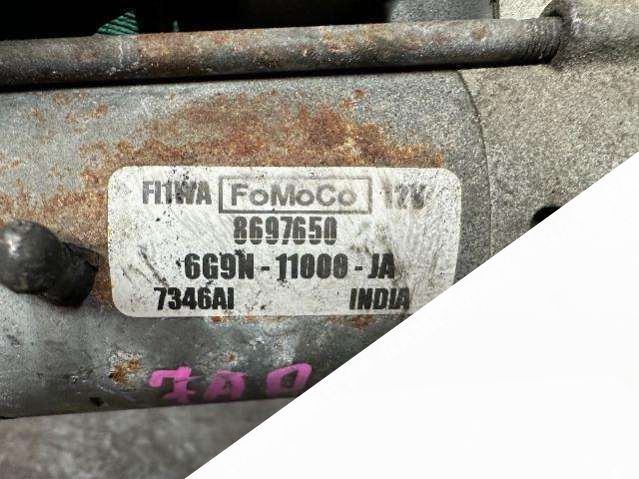 FI1WA FoMoCo 12V
8697650
6G9N-11000-JA
7346AI INDIA